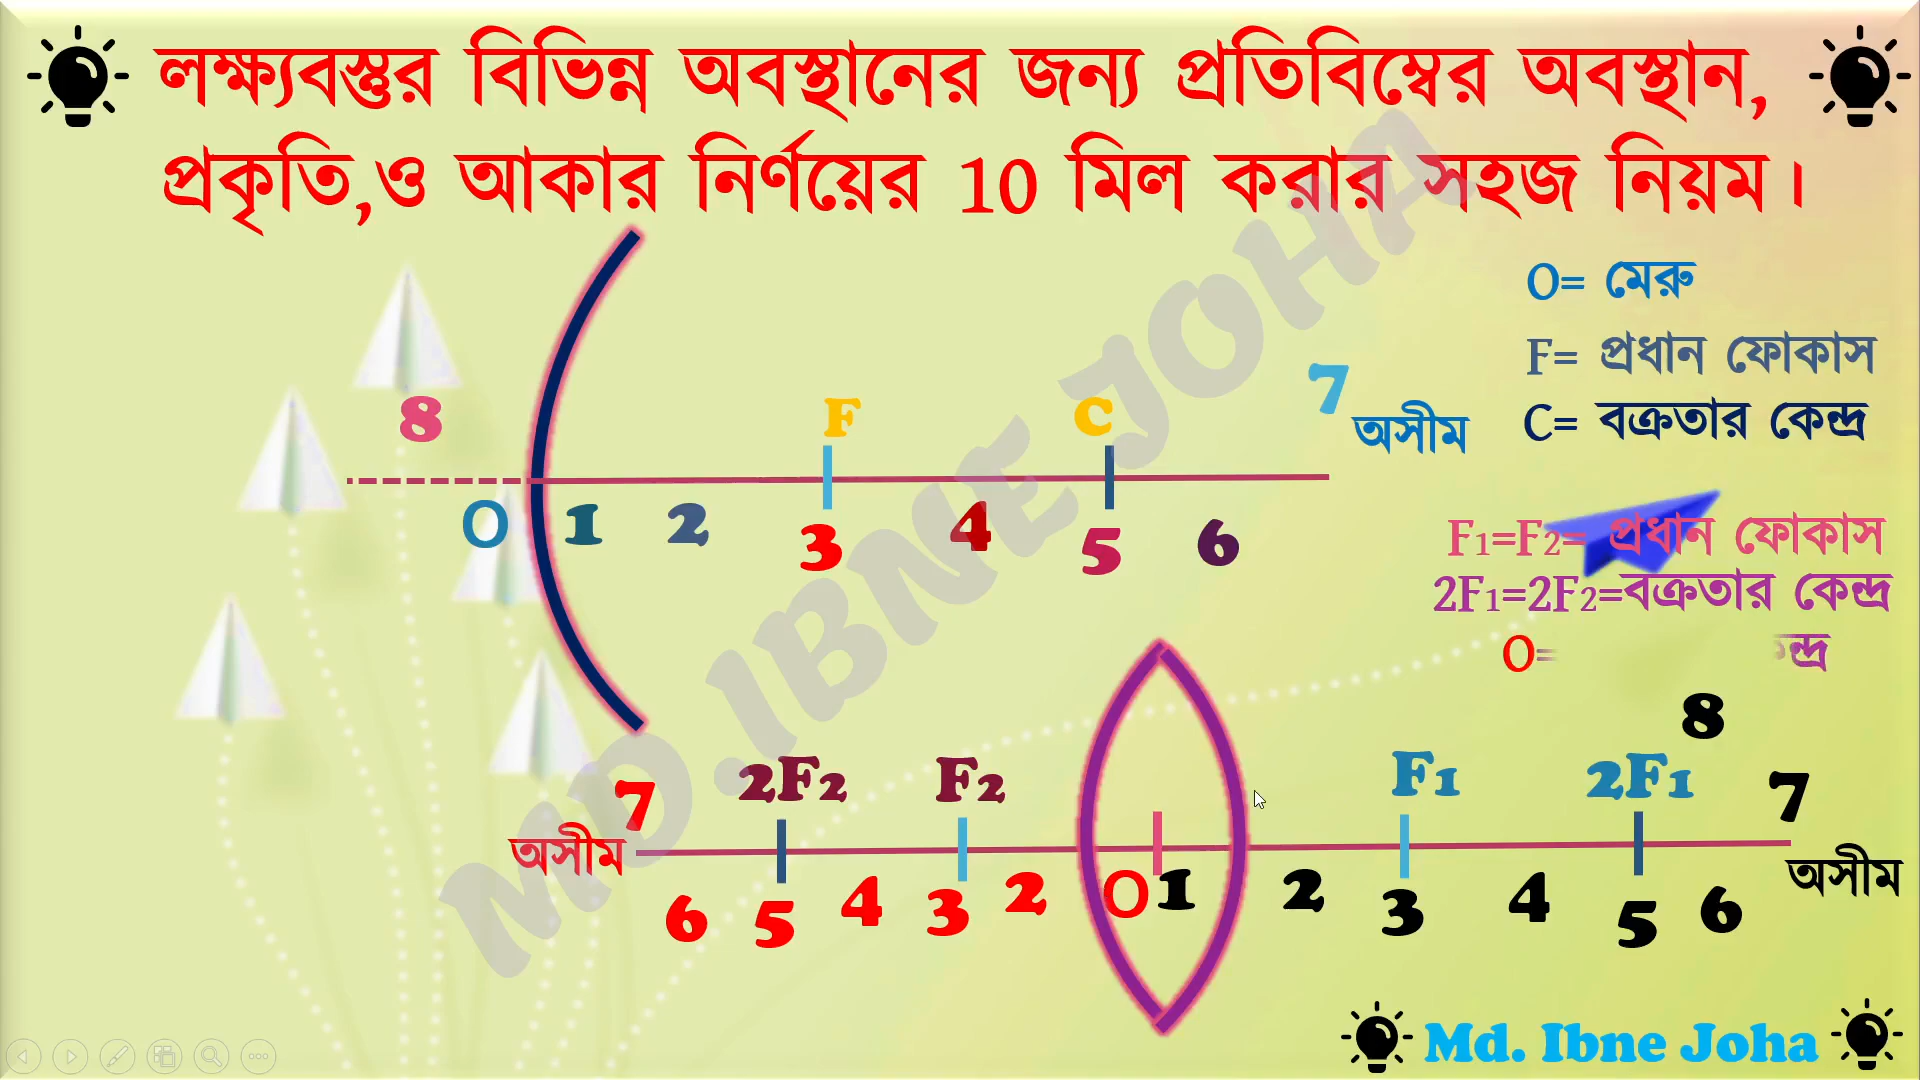 লক্ষ্যবস্তুর বিভিন্ন অবস্থানের জন্য প্রতিবিম্বের অবস্থান,
প্রকৃতি,ও আকার নির্ণয়ের 10 মিল করার সহজ নিয়ম।
O= মেরু
F= প্রধান ফোকাস
C= বক্রতার কেন্দ্র
8 F C 7 অসীম
O 1 2 3 4 5 6
F1=F2= প্রধান ফোকাস
2F1=2F2=বক্রতার কেন্দ্র
O=
8
অসীম 7 2F2 F2 F1 2F1 7 অসীম
6 5 4 3 2 O 1 2 3 4 5 6
MD.IBNE JOHA
Md. Ibne Joha